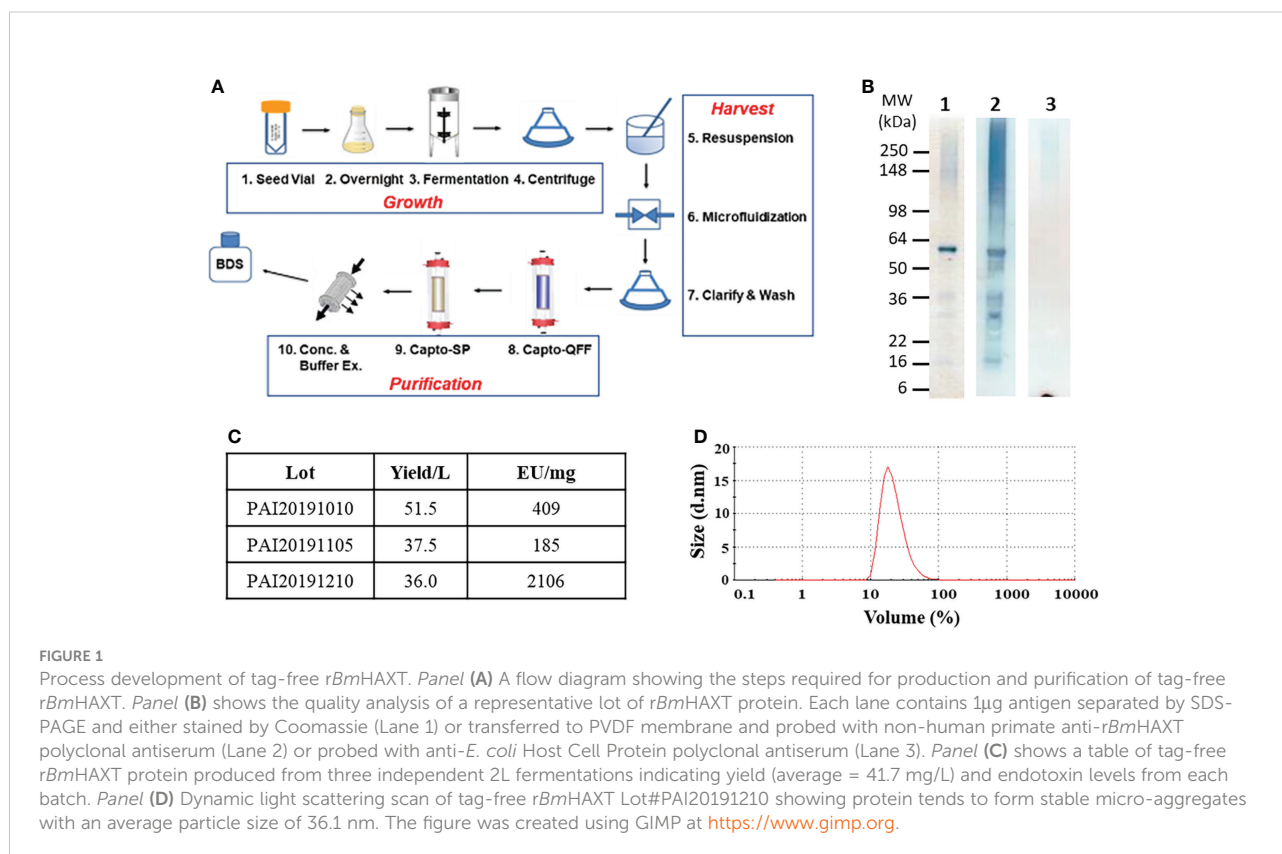 A
1. Seed Vial 2. Overnight 3. Fermentation 4. Centrifuge
Growth
Harvest
5. Resuspension
6. Microfluidization
7. Clarify & Wash
BDS
10. Conc. & Buffer Ex.
9. Capto-SP
8. Capto-QFF
Purification
B
MW
(kDa)
1 2 3
250
148
98
64
50
36
22
16
6
C
Lot Yield/L EU/mg
PAI20191010 51.5 409
PAI20191105 37.5 185
PAI20191210 36.0 2106
D
Size (d.nm)
20
15
10
5
0
0.1 1 10 100 1000 10000
Volume (%)
FIGURE 1
Process development of tag-free rBmHAXT. Panel (A) A flow diagram showing the steps required for production and purification of tag-free
rBmHAXT. Panel (B) shows the quality analysis of a representative lot of rBmHAXT protein. Each lane contains 1µg antigen separated by SDS-
PAGE and either stained by Coomassie (Lane 1) or transferred to PVDF membrane and probed with non-human primate anti-rBmHAXT
polyclonal antiserum (Lane 2) or probed with anti-E. coli Host Cell Protein polyclonal antiserum (Lane 3). Panel (C) shows a table of tag-free
rBmHAXT protein produced from three independent 2L fermentations indicating yield (average = 41.7 mg/L) and endotoxin levels from each
batch. Panel (D) Dynamic light scattering scan of tag-free rBmHAXT Lot#PAI20191210 showing protein tends to form stable micro-aggregates
with an average particle size of 36.1 nm. The figure was created using GIMP at https://www.gimp.org.